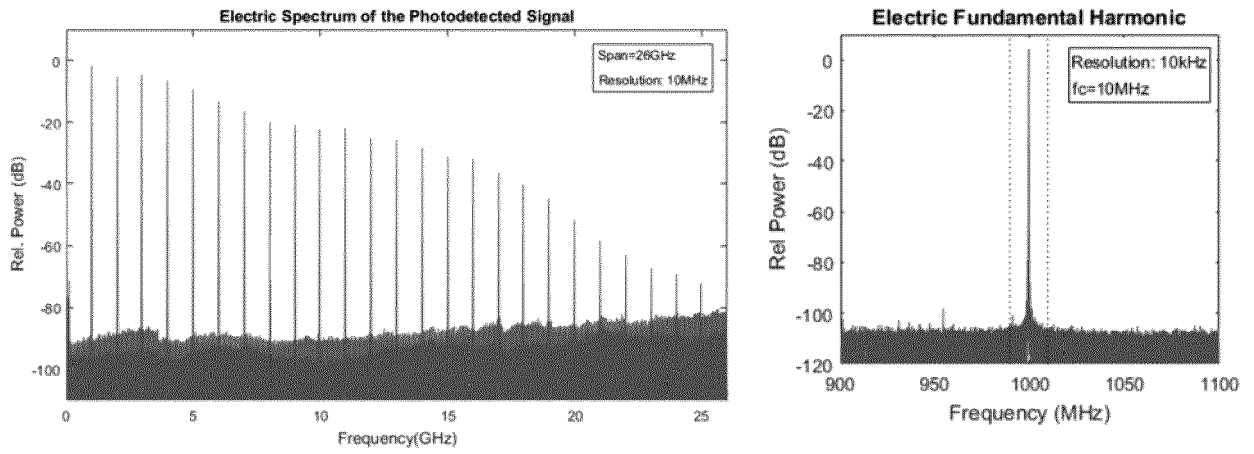 Electric Spectrum of the Photodetected Signal
Span=26GHz
Resolution: 10MHz
0
-20
-40
-60
-80
-100
Rel. Power (dB)
0
5
10
15
20
25
Frequency(GHz)
Electric Fundamental Harmonic
Resolution: 10kHz
fc=10MHz
0
-20
-40
-60
-80
-100
-120
Rel Power (dB)
900
950
1000
1050
1100
Frequency (MHz)